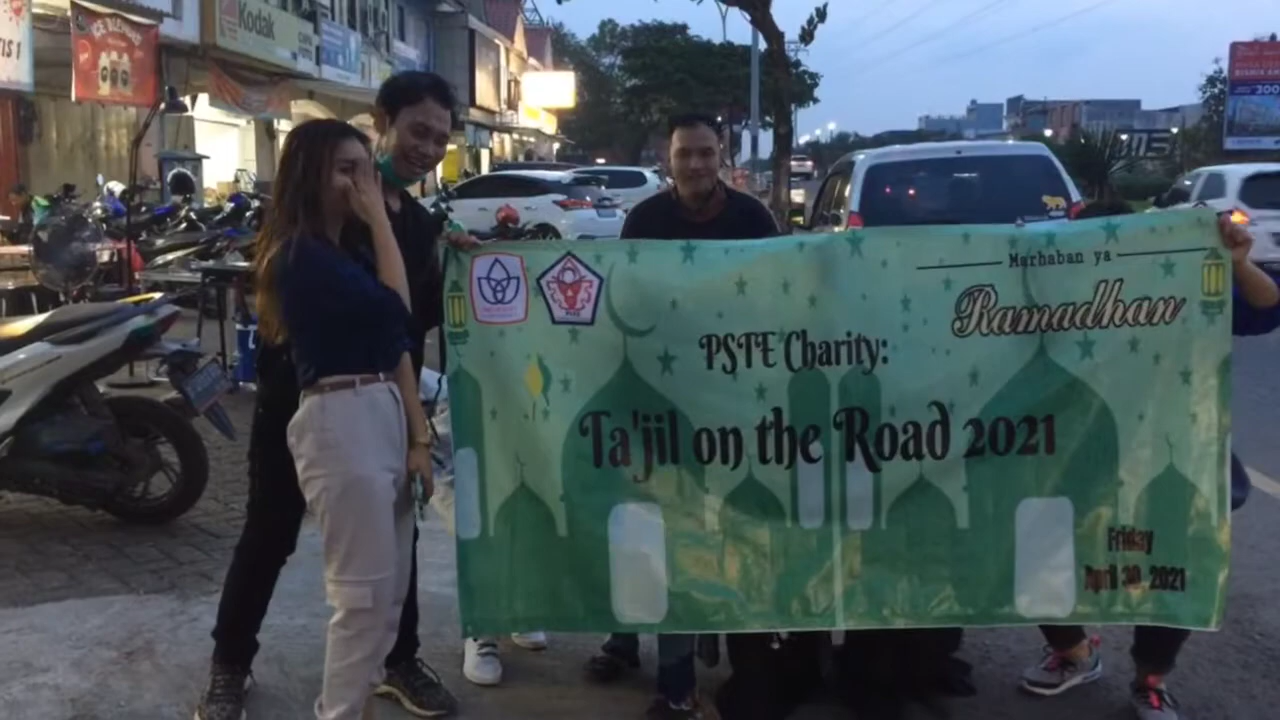 Kodak
Marhaban ya
Ramadhan
PSTE Charity:
Ta'jil on the Road 2021
Friday
April 30, 2021